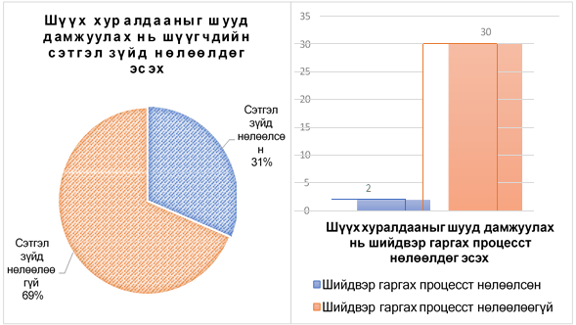 Шүүх хуралдааныг шууд
дамжуулах нь шүүгчдийн
сэтгэл зүйд нөлөөлдөг
эсэх
Сэтгэл
зүйд
нөлөөлсө
н
31%
Сэтгэл
зүйд
нөлөөлөө
гүй
69%
35
30
25
20
15
10
5
0
2
30
Шүүх хуралдааныг шууд дамжуулах
нь шийдвэр гаргах процесст
нөлөөлдөг эсэх
Шийдвэр гаргах процесст нөлөөлсөн
Шийдвэр гаргах процесст нөлөөлөөгүй